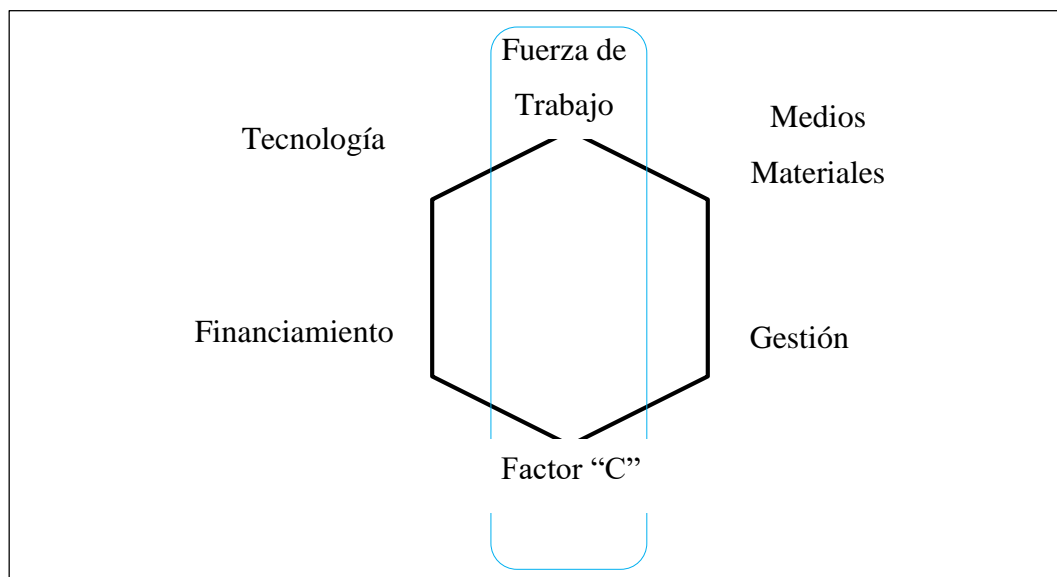 Fuerza de
Trabajo
Tecnología
Medios
Materiales
Financiamiento
Gestión
Factor “C”